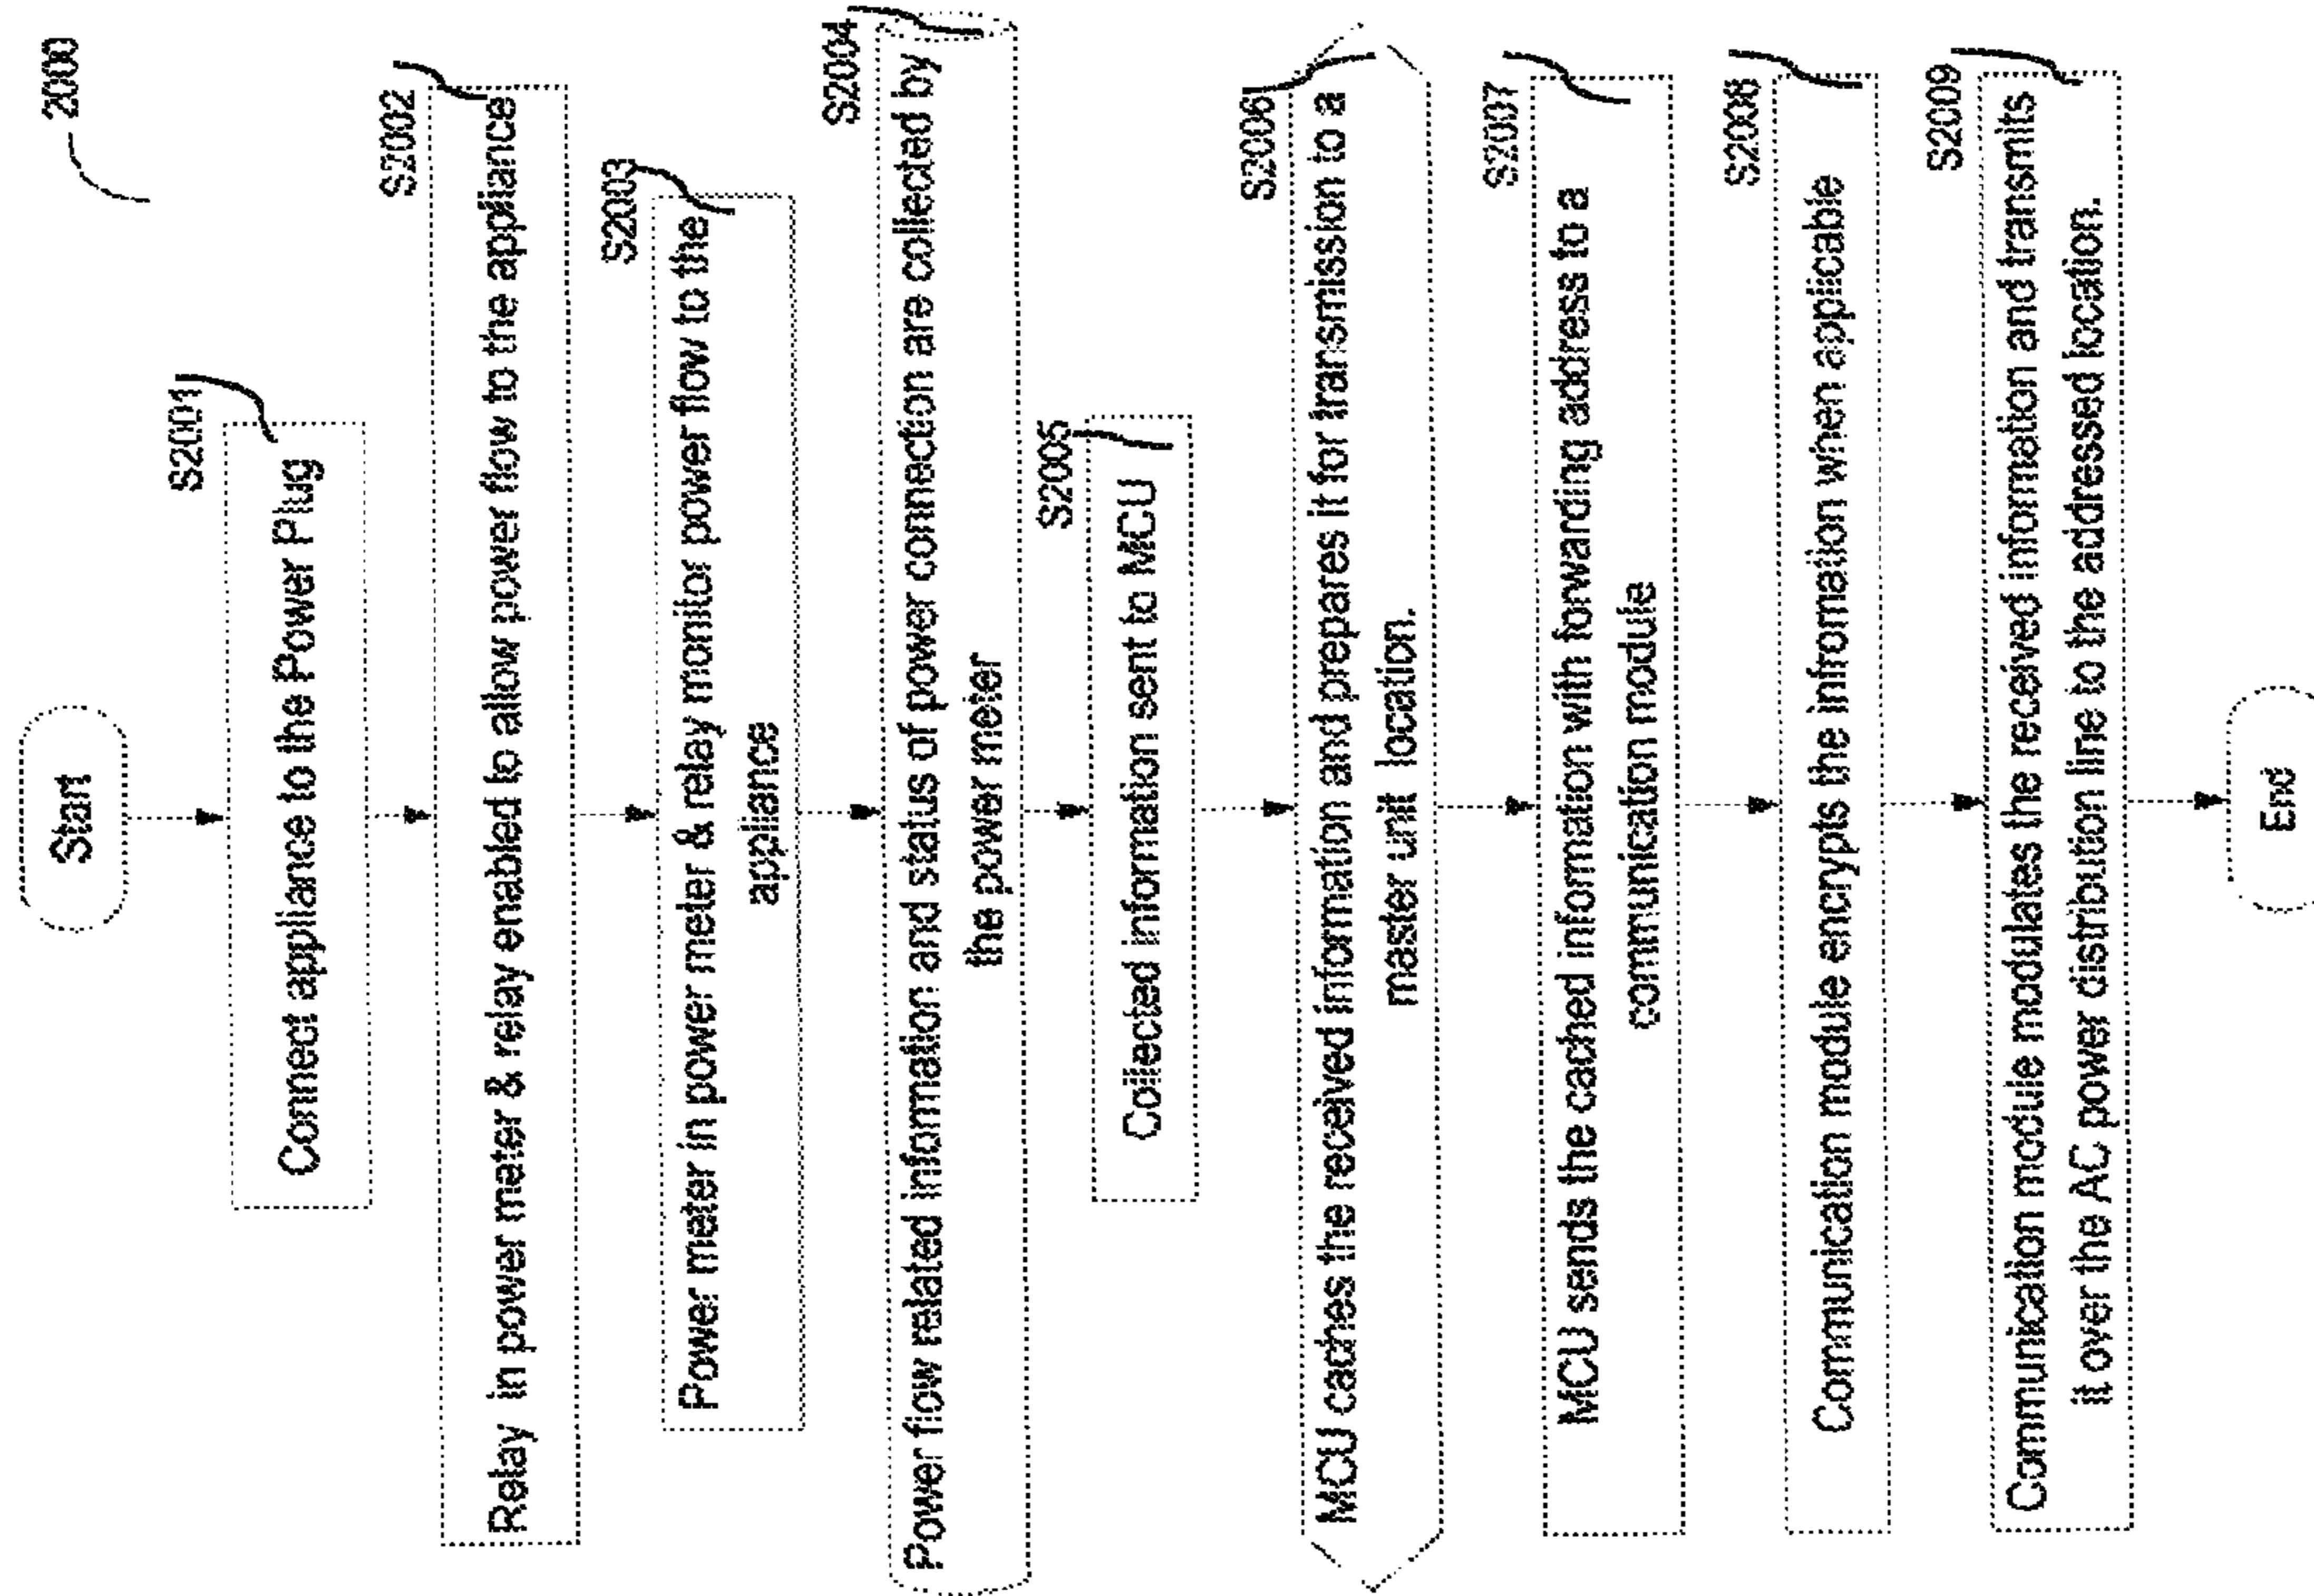 2000
Start
S2001
Connect appliance to the Power Plug
S2002
Relay in power meter & relay enabled to allow power flow to the appliance
S2003
Power meter in power meter & relay monitor power flow to the
appliance
S2004
Power flow related information and status of power connection are collected by
the power meter
S2005
Collected information sent to MCU
S2006
MCU caches the received information and prepares it for transmission to a
master unit location.
S2007
MCU sends the cached information with forwarding address to a
communication module
S2008
Communication module encrypts the infromation when applicable
S2009
Communication module modulates the received information and transmits
it over the AC power distribution line to the addressed location.
End